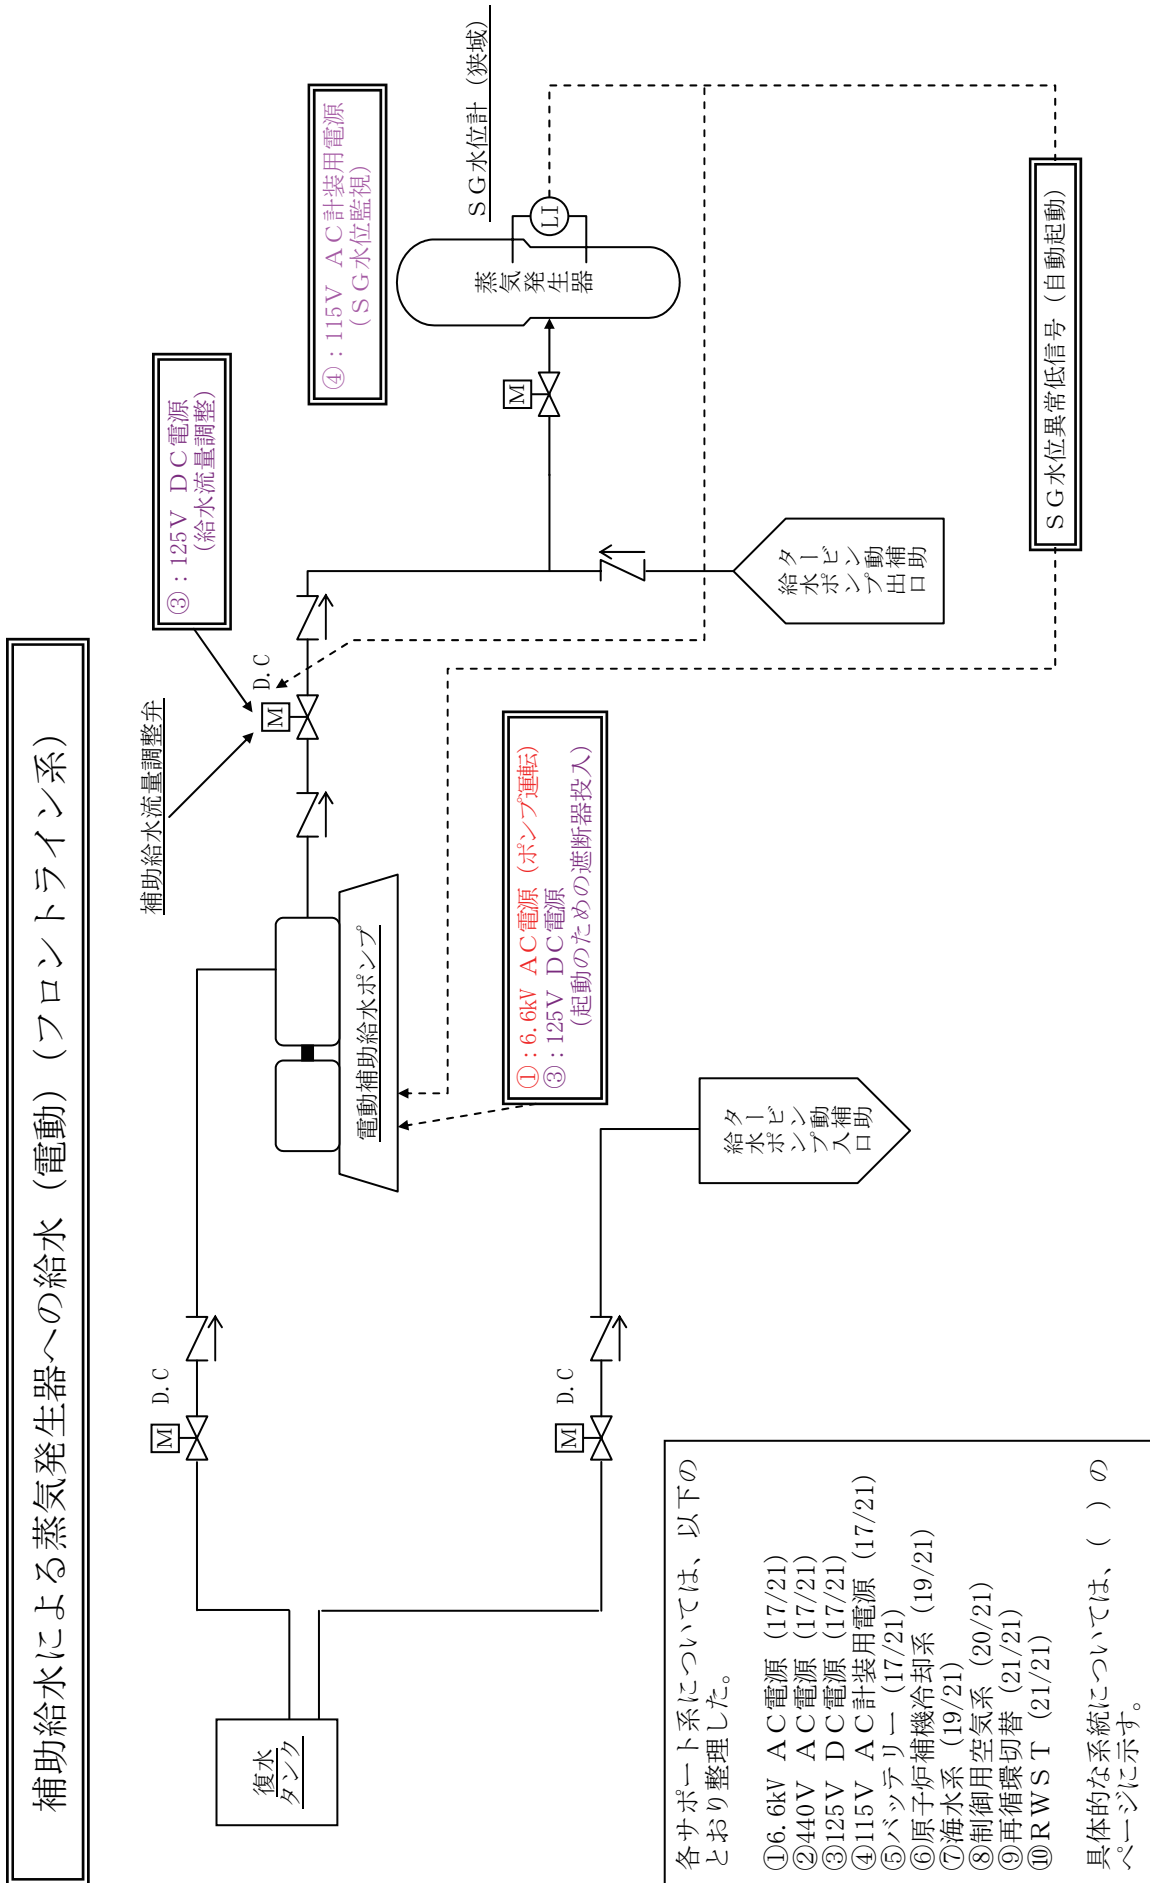 補助給水による蒸気発生器への給水（電動）（フロントライン系）
③：125V DC電源
（給水流量調整）
④：115V AC計装用電源
（SG水位監視）
補助給水流量調整弁
SG水位計（狭域）
M
D.C
M
D.C
M
M
D.C
LI
蒸気発生器
復水
タンク
電動補助給水ポンプ
①：6.6kV AC電源（ポンプ運転）
③：125V DC電源
（起動のための遮断器投入）
タービン動補助
給水ポンプ出口
タービン動補助
給水ポンプ入口
SG水位異常低信号（自動起動）
各サポート系については、以下の
とおり整理した。
①6.6kV AC電源（17/21）
②440V AC電源（17/21）
③125V DC電源（17/21）
④115V AC計装用電源（17/21）
⑤バッテリー（17/21）
⑥原子炉補機冷却系（19/21）
⑦海水系（19/21）
⑧制御用空気系（20/21）
⑨再循環切替（21/21）
⑩RWST（21/21）
具体的な系統については、（ ）の
ページに示す。